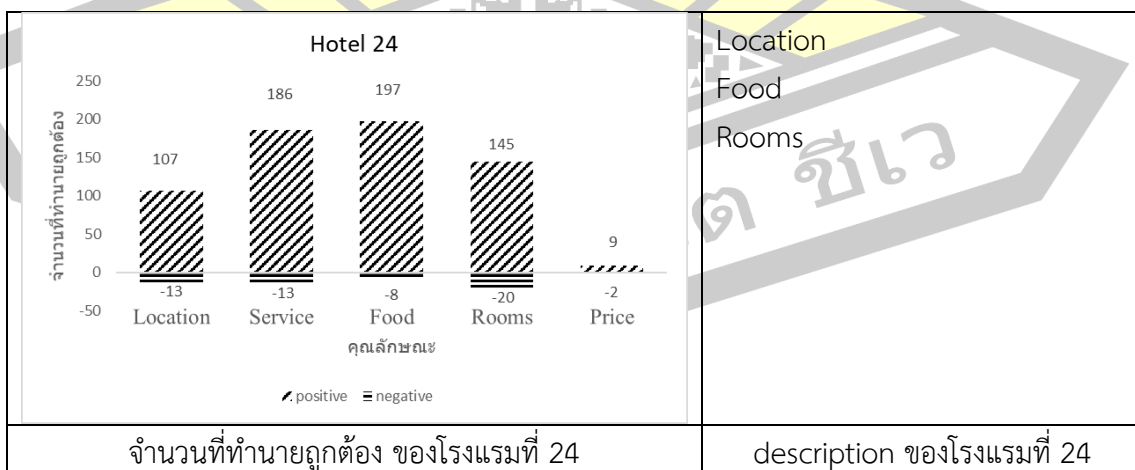 Hotel 24
จำนวนที่ทำนายถูกต้อง
250
200
150
100
50
0
-50
107
186
197
145
9
-13
-13
-8
-20
-2
Location Service Food Rooms Price
คุณลักษณะ
positive negative
Location
Food
Rooms
ต ชีเว
จำนวนที่ทำนายถูกต้อง ของโรงแรมที่ 24
description ของโรงแรมที่ 24